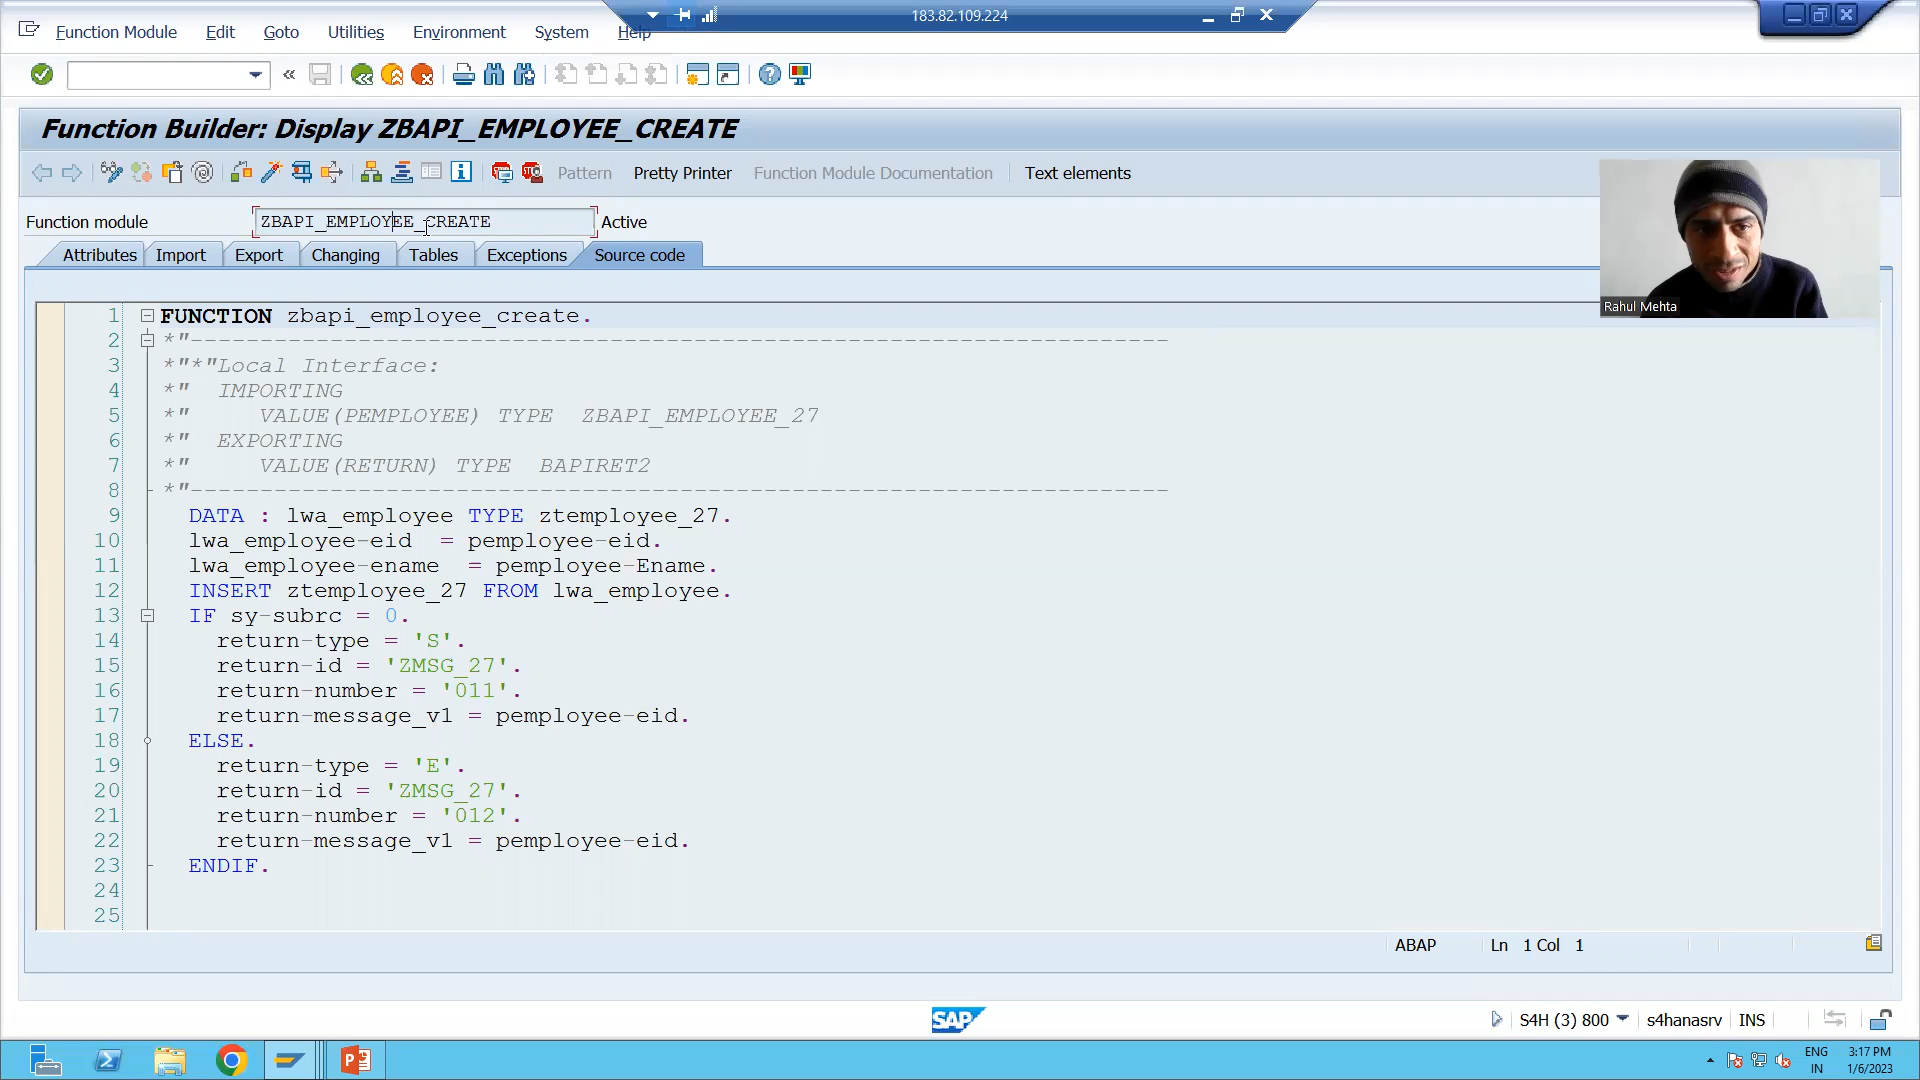 183.82.109.224
Function Module Edit Goto Utilities Environment System Help
Function Builder: Display ZBAPI_EMPLOYEE_CREATE
Pattern Pretty Printer Function Module Documentation Text elements
Function module ZBAPI_EMPLOYEE_CREATE Active
Attributes Import Export Changing Tables Exceptions Source code
Rahul Mehta
1 FUNCTION zbapi_employee_create.
2 *"----------------------------------------------------------------------
3 *"*"Local Interface:
4 *" IMPORTING
5 *" VALUE(PEMPLOYEE) TYPE ZBAPI_EMPLOYEE_27
6 *" EXPORTING
7 *" VALUE(RETURN) TYPE BAPIRET2
8 *"----------------------------------------------------------------------
9 DATA : lwa_employee TYPE ztemployee_27.
10 lwa_employee-eid = pemployee-eid.
11 lwa_employee-ename = pemployee-Ename.
12 INSERT ztemployee_27 FROM lwa_employee.
13 IF sy-subrc = 0.
14 return-type = 'S'.
15 return-id = 'ZMSG_27'.
16 return-number = '011'.
17 return-message_v1 = pemployee-eid.
18 ELSE.
19 return-type = 'E'.
20 return-id = 'ZMSG_27'.
21 return-number = '012'.
22 return-message_v1 = pemployee-eid.
23 ENDIF.
24
25
ABAP Ln 1 Col 1
SAP
S4H (3) 800 s4hanasrv INS
ENG 3:17 PM
IN 1/6/2023